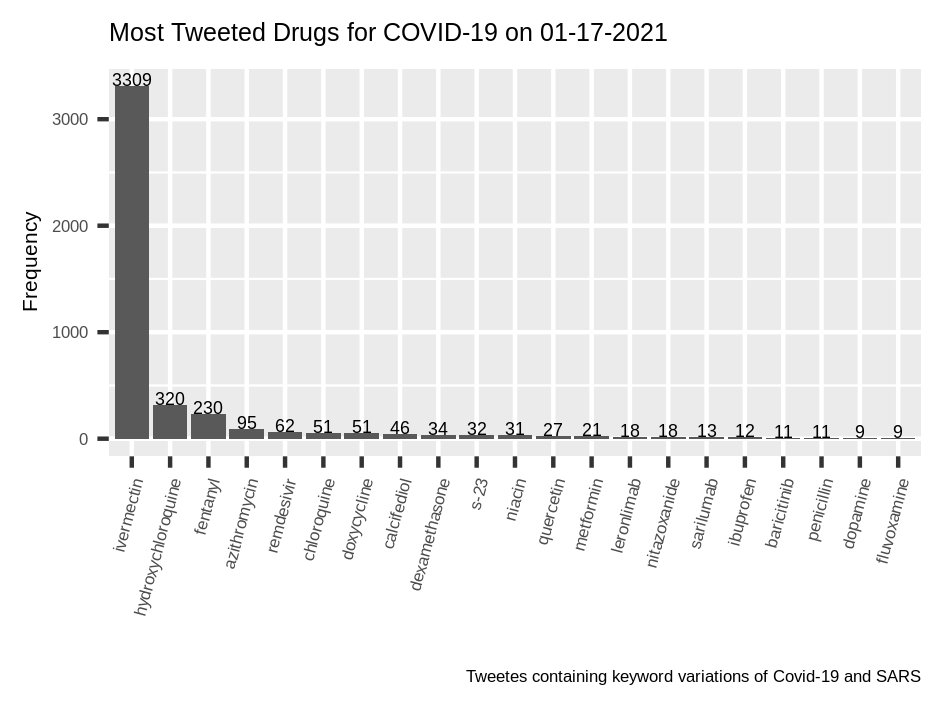 Most Tweeted Drugs for COVID-19 on 01-17-2021
Frequency
3000
2000
1000
0
3309
320
230
95
62
51
51
46
34
32
31
27
21
18
18
13
12
11
11
9
9
ivermectin
hydroxychloroquine
fentanyl
azithromycin
remdesivir
chloroquine
doxycycline
calcifediol
dexamethasone
s-23
niacin
quercetin
metformin
leronlimab
nitazoxanide
sarilumab
ibuprofen
baricitinib
penicillin
dopamine
fluvoxamine
Tweetes containing keyword variations of Covid-19 and SARS